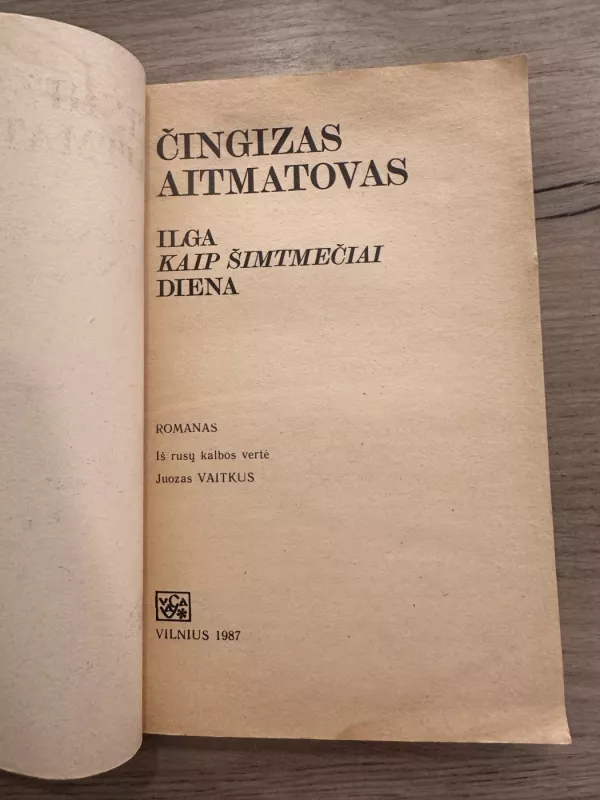 ČINGIZAS
AITMATOVAS
ILGA
KAIP ŠIMTMEČIAI
DIENA
ROMANAS
Iš rusų kalbos vertė
Juozas VAITKUS
VILNIUS 1987